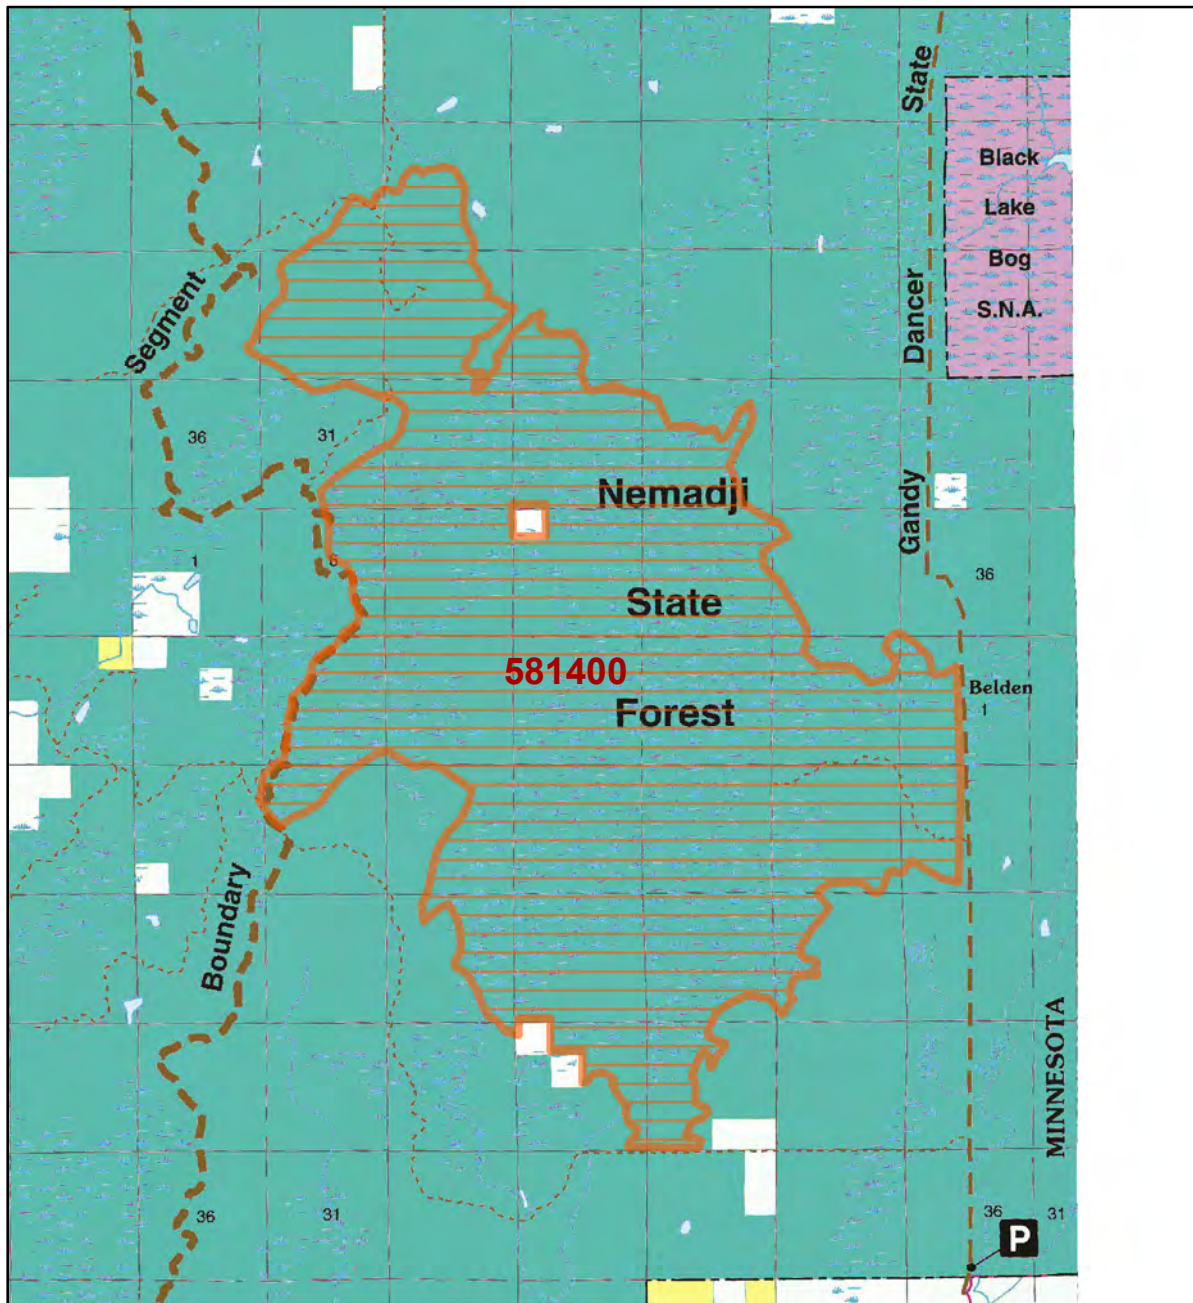 State
Black
Lake
Bog
S.N.A.
Segment
Dancer
36
31
Nemadji
Gandy
1
6
36
State
581400
Belden
1
Forest
Boundary
MINNESOTA
36
31
36
31
P